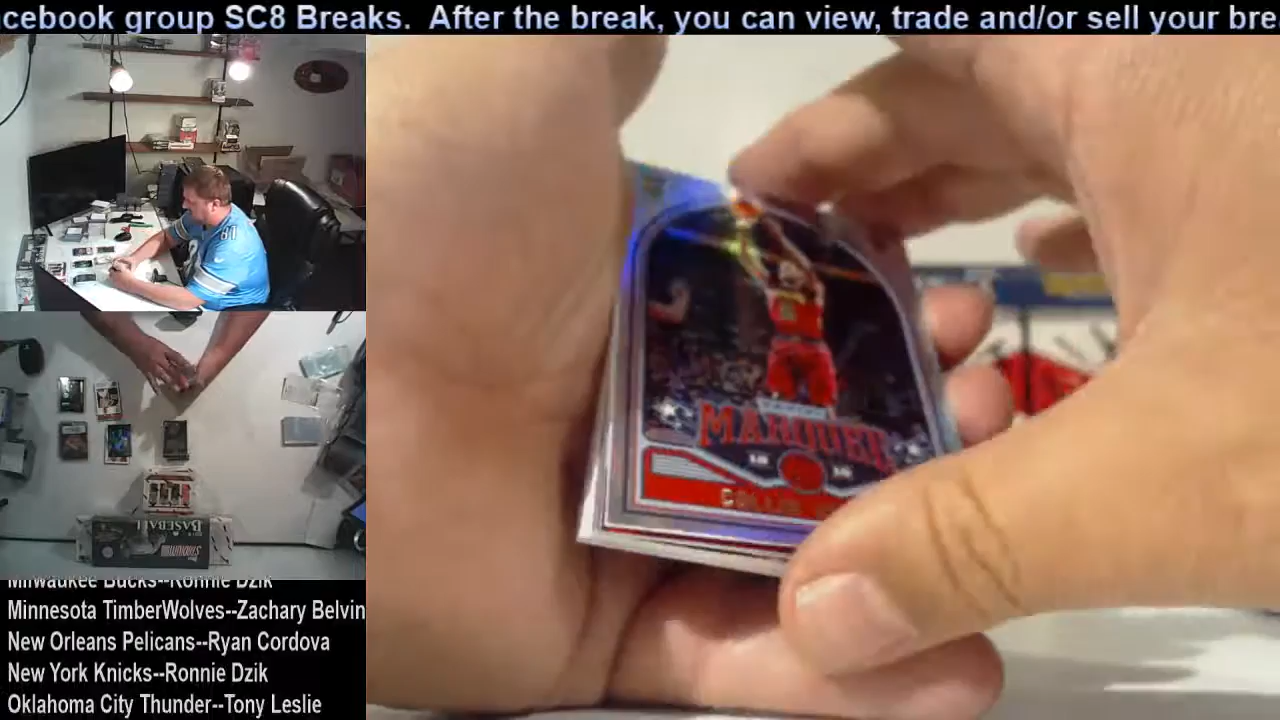 cebook group SC8 Breaks.  After the break, you can view, trade and/or sell your bre
MARQUEE
BASEBALL
Milwaukee Bucks--Ronnie Dzik
Minnesota TimberWolves--Zachary Belvin
New Orleans Pelicans--Ryan Cordova
New York Knicks--Ronnie Dzik
Oklahoma City Thunder--Tony Leslie